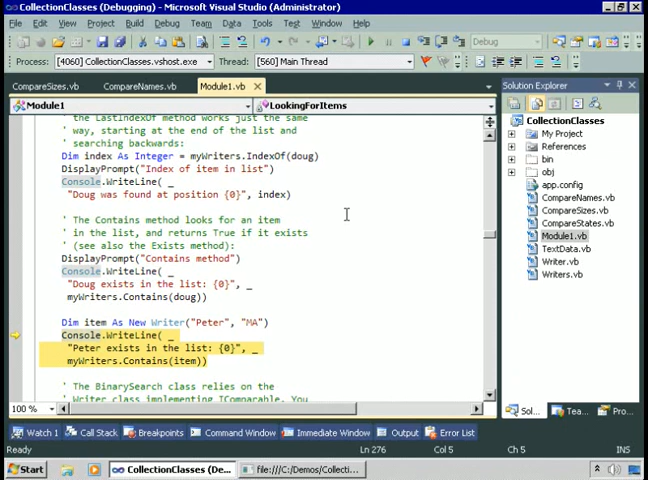 CollectionClasses (Debugging) - Microsoft Visual Studio (Administrator)
File Edit View Project Build Debug Team Data Tools Test Window Help
Debug
Process: [4060] CollectionClasses.vshost.exe Thread: [560] Main Thread
CompareSizes.vb CompareNames.vb Module1.vb
Module1 LookingForItems
' the LastIndexOf method works just the same
' way, starting at the end of the list and
' searching backwards:
Dim index As Integer = myWriters.IndexOf(doug)
DisplayPrompt("Index of item in list")
Console.WriteLine( _
"Doug was found at position {0}", index)
' The Contains method looks for an item
' in the list, and returns True if it exists
' (see also the Exists method):
DisplayPrompt("Contains method")
Console.WriteLine( _
"Doug exists in the list: {0}", _
myWriters.Contains(doug))
Dim item As New Writer("Peter", "MA")
Console.WriteLine( _
"Peter exists in the list: {0}", _
myWriters.Contains(item))
' The BinarySearch class relies on the
' Writer class implementing IComparable. You
100 %
Solution Explorer
CollectionClasses
My Project
References
bin
obj
app.config
CompareNames.vb
CompareSizes.vb
CompareStates.vb
Module1.vb
TextData.vb
Writer.vb
Writers.vb
Sol... Tea... Pro...
Watch 1 Call Stack Breakpoints Command Window Immediate Window Output Error List
Ready Ln 276 Col 5 Ch 5 INS
Start CollectionClasses (De... file:///C:/Demos/Collecti...